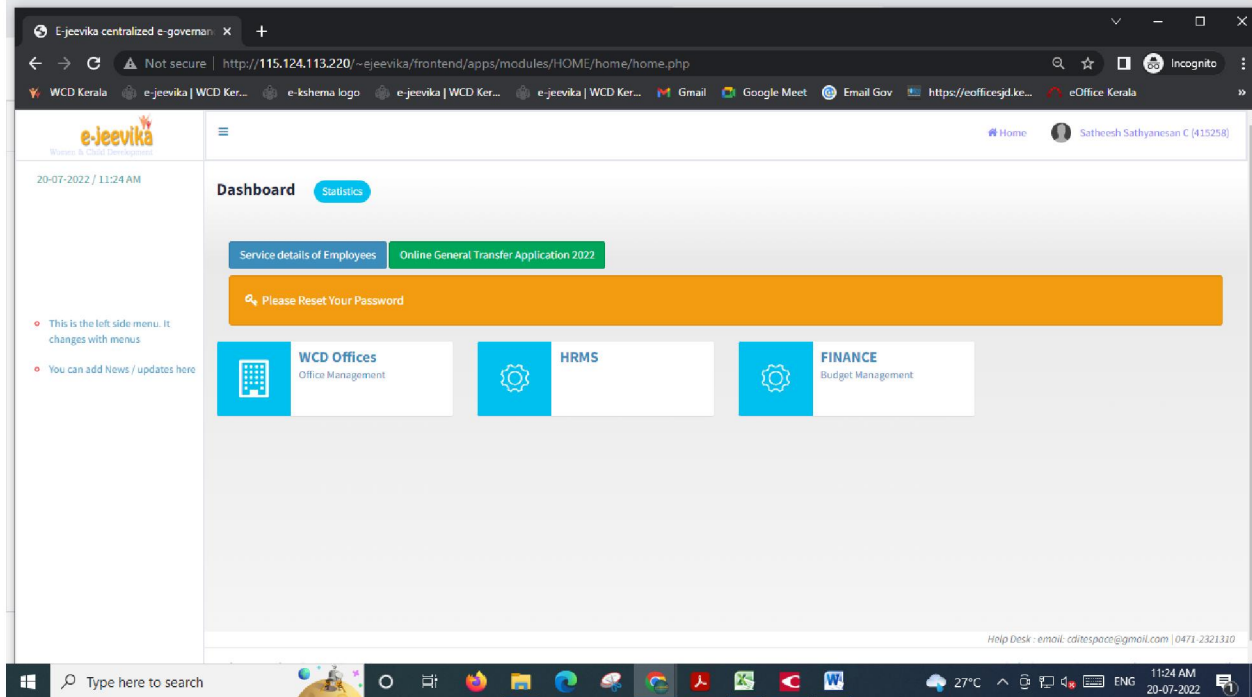 E-jeevika centralized e-governan
Not secure | http://115.124.113.220/~ejeevika/frontend/apps/modules/HOME/home/home.php
Incognito
WCD Kerala
e-jeevika | WCD Ker...
e-kshema logo
e-jeevika | WCD Ker...
e-jeevika | WCD Ker...
Gmail
Google Meet
Email Gov
https://eofficesjd.ke...
eOffice Kerala
»
e-Jeevika
Women & Child Development
Home
Satheesh Sathyanesan C (415258)
20-07-2022 / 11:24 AM
Dashboard
Statistics
Service details of Employees
Online General Transfer Application 2022
Please Reset Your Password
This is the left side menu. It
changes with menus
You can add News / updates here
WCD Offices
Office Management
HRMS
FINANCE
Budget Management
Help Desk : email: cditespace@gmail.com | 0471-2321310
Type here to search
27°C
ENG
11:24 AM
20-07-2022
1